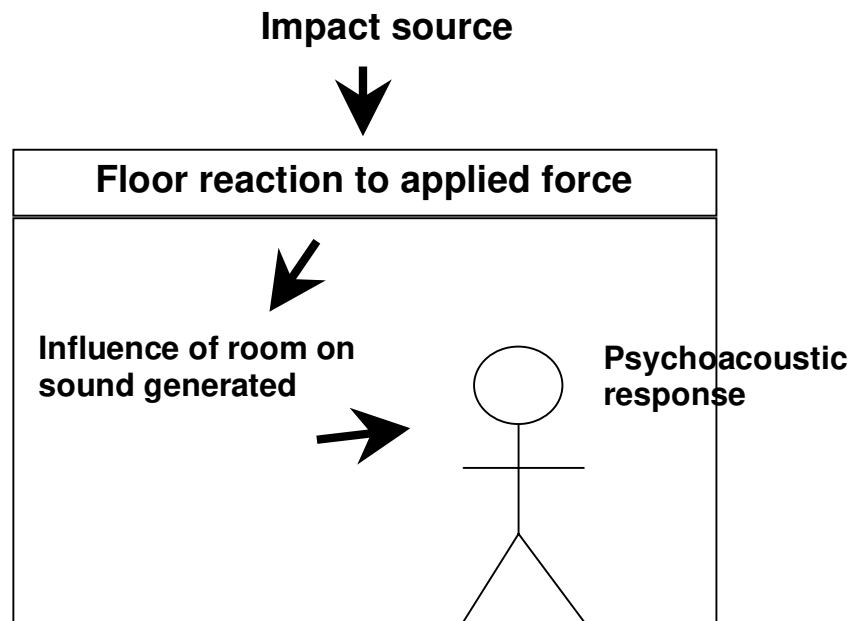 Impact source
Floor reaction to applied force
Influence of room on
sound generated
Psychoacoustic
response